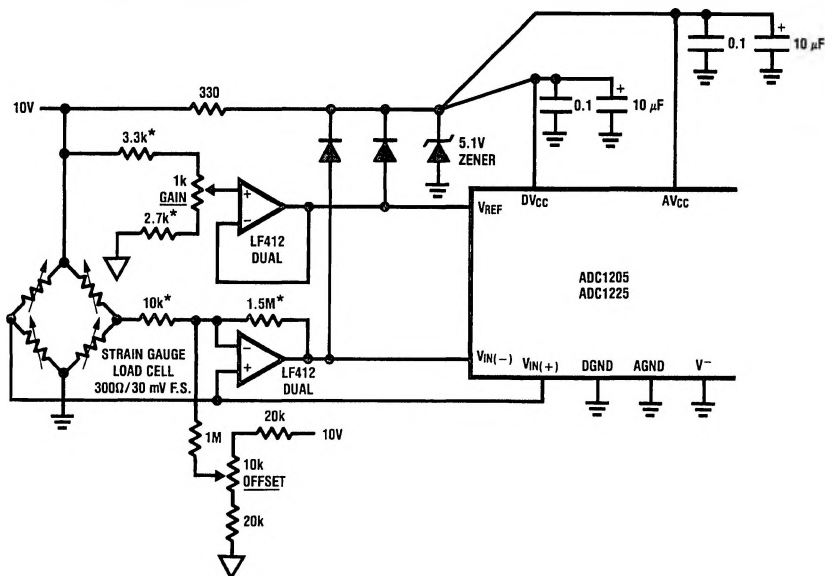 0.1
10 μF
10V
330
0.1
10 μF
5.1V
ZENER
3.3k*
1k
GAIN
2.7k*
LF412
DUAL
DVCC
AVCC
VREF
ADC1205
ADC1225
10k*
1.5M*
STRAIN GAUGE
LOAD CELL
300Ω/30 mV F.S.
LF412
DUAL
VIN(−)
VIN(+)
DGND
AGND
V−
1M
20k
10V
10k
OFFSET
20k
+
+
+
−
−
+